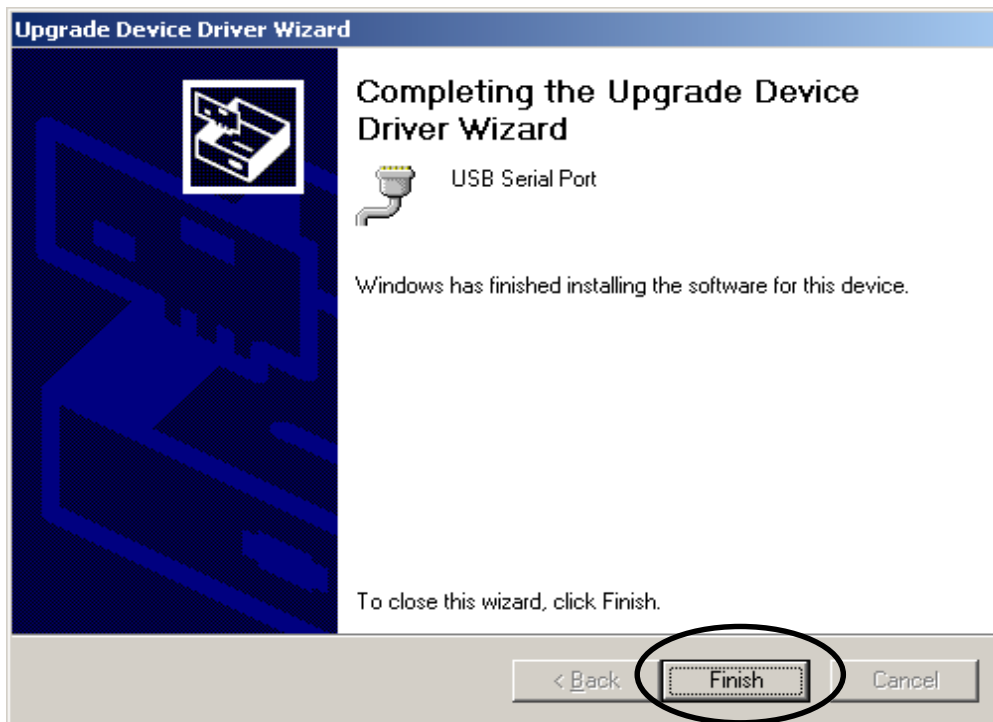 Upgrade Device Driver Wizard
Completing the Upgrade Device
Driver Wizard
USB Serial Port
Windows has finished installing the software for this device.
To close this wizard, click Finish.
< Back Finish Cancel